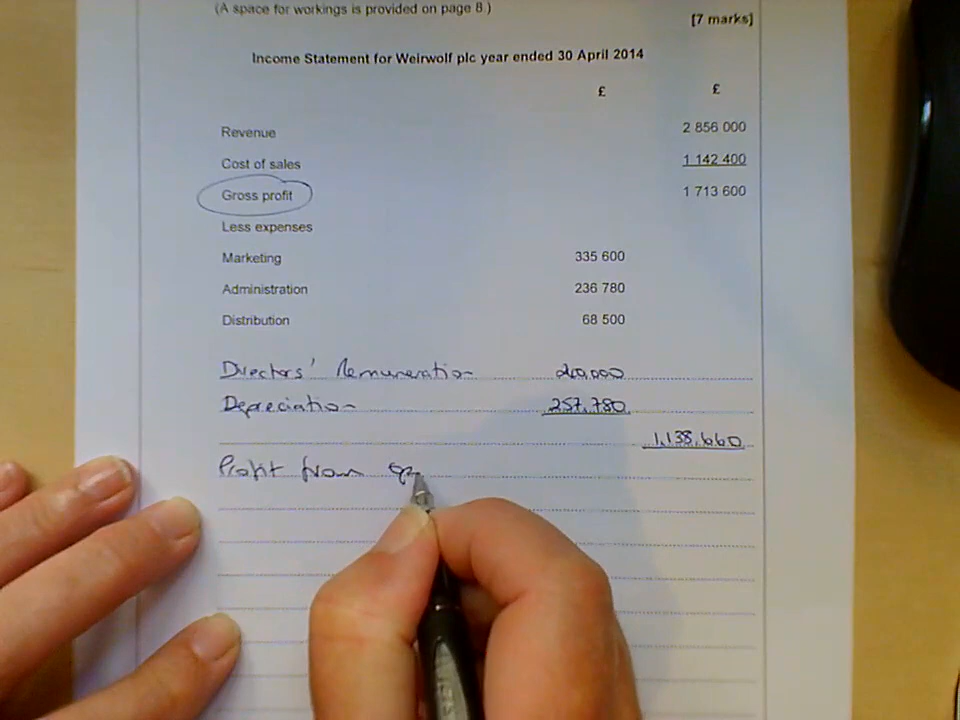 (A space for workings is provided on page 8.)
[7 marks]
Income Statement for Weirwolf plc year ended 30 April 2014
£ £
Revenue 2 856 000
Cost of sales 1 142 400
Gross profit 1 713 600
Less expenses
Marketing 335 600
Administration 236 780
Distribution 68 500
Directors' Remuneration 240,000
Depreciation 257,780
1,138,660
Profit from